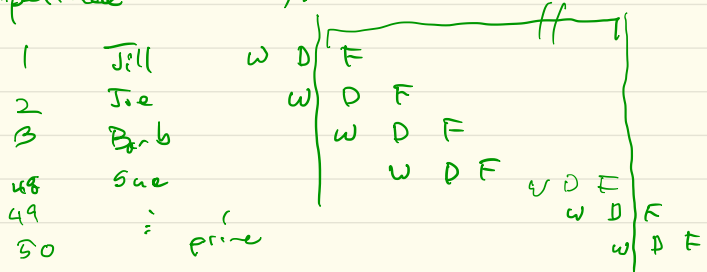 1 Jill W D F
2 Joe W D F
3 Barb W D F
48 Sue W D F W D F
49 : W D F
50 W D F